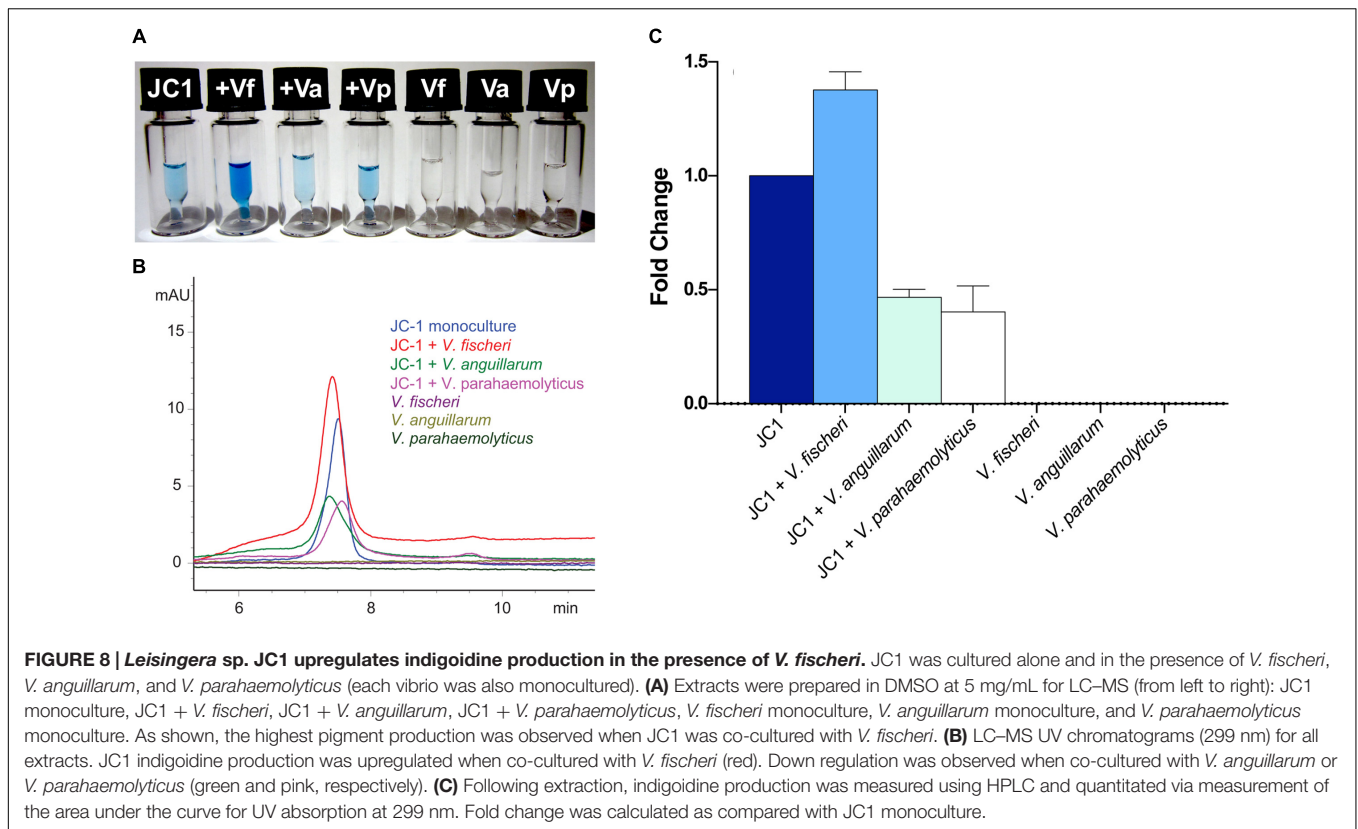 A
JC1 +Vf +Va +Vp Vf Va Vp
B
mAU
15
10
5
0
6 8 10 min
JC-1 monoculture
JC-1 + V. fischeri
JC-1 + V. anguillarum
JC-1 + V. parahaemolyticus
V. fischeri
V. anguillarum
V. parahaemolyticus
C
Fold Change
1.5
1.0
0.5
0.0
JC1
JC1 + V. fischeri
JC1 + V. anguillarum
JC1 + V. parahaemolyticus
V. fischeri
V. anguillarum
V. parahaemolyticus
FIGURE 8 | Leisingera sp. JC1 upregulates indigoidine production in the presence of V. fischeri. JC1 was cultured alone and in the presence of V. fischeri,
V. anguillarum, and V. parahaemolyticus (each vibrio was also monocultured). (A) Extracts were prepared in DMSO at 5 mg/mL for LC–MS (from left to right): JC1
monoculture, JC1 + V. fischeri, JC1 + V. anguillarum, JC1 + V. parahaemolyticus, V. fischeri monoculture, V. anguillarum monoculture, and V. parahaemolyticus
monoculture. As shown, the highest pigment production was observed when JC1 was co-cultured with V. fischeri. (B) LC–MS UV chromatograms (299 nm) for all
extracts. JC1 indigoidine production was upregulated when co-cultured with V. fischeri (red). Down regulation was observed when co-cultured with V. anguillarum or
V. parahaemolyticus (green and pink, respectively). (C) Following extraction, indigoidine production was measured using HPLC and quantitated via measurement of
the area under the curve for UV absorption at 299 nm. Fold change was calculated as compared with JC1 monoculture.